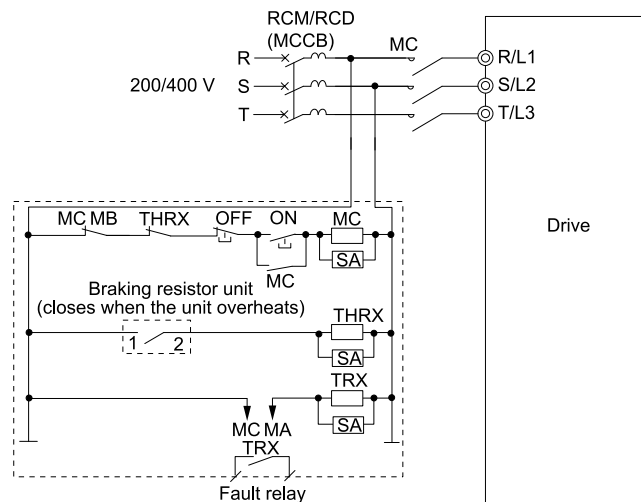 RCM/RCD
(MCCB)
MC
R
R/L1
200/400 V
S
S/L2
T
T/L3
MC MB
THRX
OFF
ON
MC
SA
MC
Drive
Braking resistor unit
(closes when the unit overheats)
1
2
THRX
SA
TRX
SA
MC MA
TRX
Fault relay